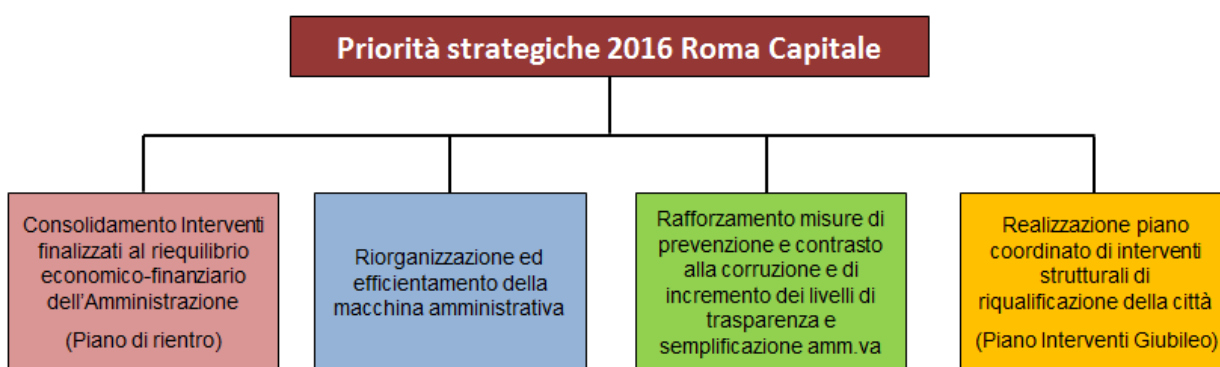 Priorità strategiche 2016 Roma Capitale
Consolidamento Interventi
finalizzati al riequilibrio
economico-finanziario
dell'Amministrazione
(Piano di rientro)
Riorganizzazione ed
efficientamento della
macchina amministrativa
Rafforzamento misure di
prevenzione e contrasto
alla corruzione e di
incremento dei livelli di
trasparenza e
semplificazione amm.va
Realizzazione piano
coordinato di interventi
strutturali di
riqualificazione della città
(Piano Interventi Giubileo)